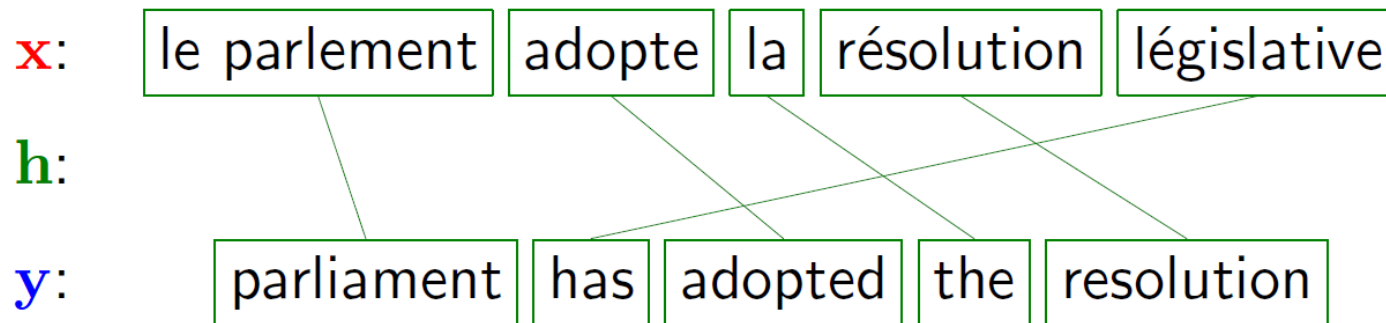 x: le parlement adopte la résolution législative
h:
y: parliament has adopted the resolution